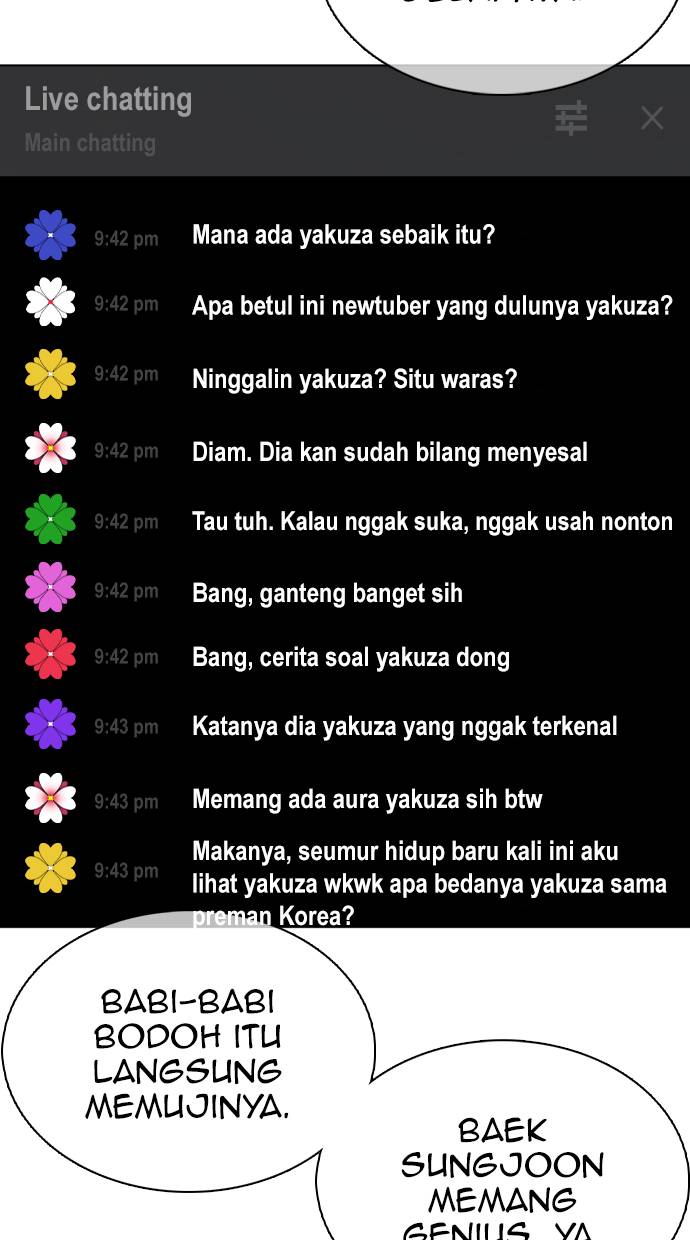 Live chatting
Main chatting
9:42 pm Mana ada yakuza sebaik itu?
9:42 pm Apa betul ini newtuber yang dulunya yakuza?
9:42 pm Ninggalin yakuza? Situ waras?
9:42 pm Diam. Dia kan sudah bilang menyesal
9:42 pm Tau tuh. Kalau nggak suka, nggak usah nonton
9:42 pm Bang, ganteng banget sih
9:42 pm Bang, cerita soal yakuza dong
9:43 pm Katanya dia yakuza yang nggak terkenal
9:43 pm Memang ada aura yakuza sih btw
Makanya, seumur hidup baru kali ini aku
9:43 pm lihat yakuza wkwk apa bedanya yakuza sama
preman Korea?
BABI-BABI
BODOH ITU
LANGSUNG
MEMUJINYA.
BAEK
SUNGJOON
MEMANG
GENIUS, YA